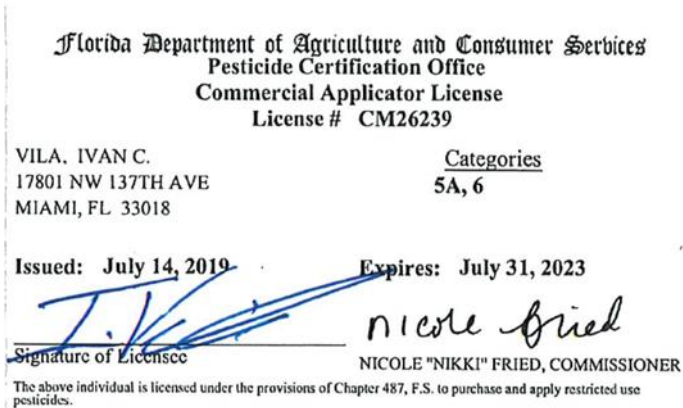 Florida Department of Agriculture and Consumer Services
Pesticide Certification Office
Commercial Applicator License
License # CM26239
VILA, IVAN C.
17801 NW 137TH AVE
MIAMI, FL 33018
Categories
5A, 6
Issued: July 14, 2019
Expires: July 31, 2023
nicole fried
Signature of Licensee
NICOLE "NIKKI" FRIED, COMMISSIONER
The above individual is licensed under the provisions of Chapter 487, F.S. to purchase and apply restricted use
pesticides.